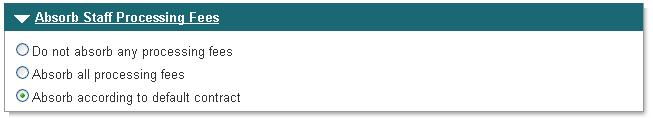 Absorb Staff Processing Fees
Do not absorb any processing fees
Absorb all processing fees
Absorb according to default contract